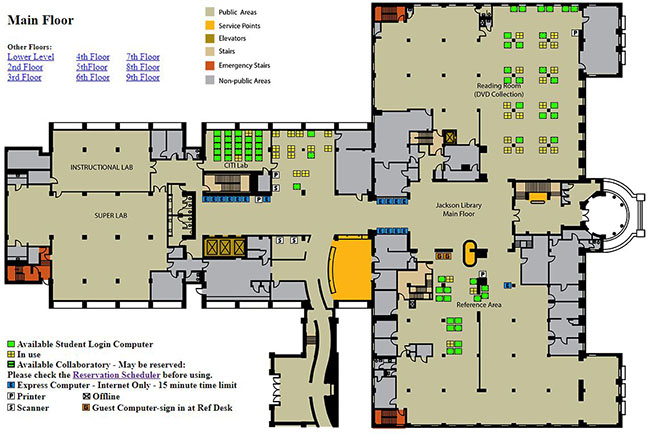 Main Floor
Other Floors:
Lower Level 4th Floor 7th Floor
2nd Floor 5thFloor 8th Floor
3rd Floor 6th Floor 9th Floor
Public Areas
Service Points
Elevators
Stairs
Emergency Stairs
Non-public Areas
P
Reading Room
(DVD Collection)
INSTRUCTIONAL LAB
CITI Lab
P
S
SUPER LAB
Jackson Library
Main Floor
S S
G G
P
E
Reference Area
Available Student Login Computer
In use
Available Collaboratory - May be reserved:
Please check the Reservation Scheduler before using.
E Express Computer - Internet Only - 15 minute time limit
P Printer Offline
S Scanner G Guest Computer-sign in at Ref Desk